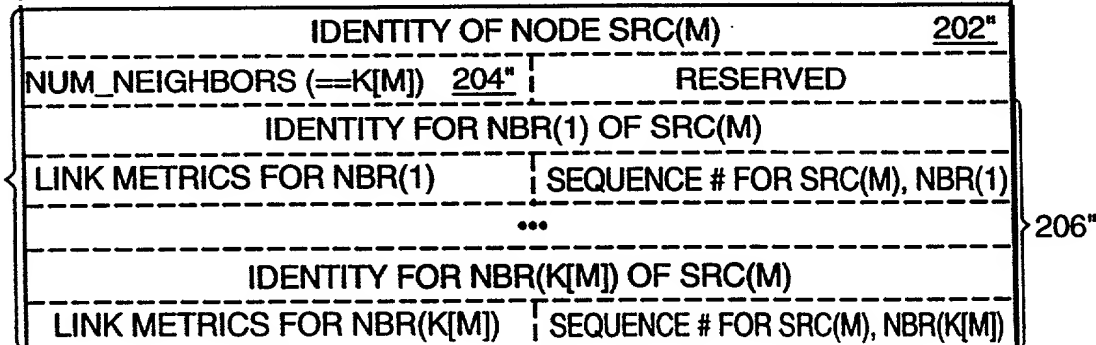 IDENTITY OF NODE SRC(M) 202"
NUM_NEIGHBORS (==K[M]) 204" RESERVED
IDENTITY FOR NBR(1) OF SRC(M)
LINK METRICS FOR NBR(1) SEQUENCE # FOR SRC(M), NBR(1)
•••
206"
IDENTITY FOR NBR(K[M]) OF SRC(M)
LINK METRICS FOR NBR(K[M]) SEQUENCE # FOR SRC(M), NBR(K[M])